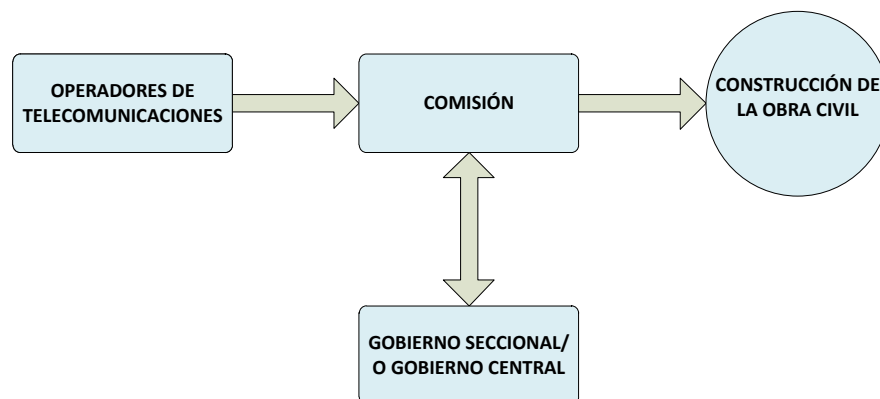 OPERADORES DE
TELECOMUNICACIONES
COMISIÓN
CONSTRUCCIÓN DE
LA OBRA CIVIL
GOBIERNO SECCIONAL/
O GOBIERNO CENTRAL